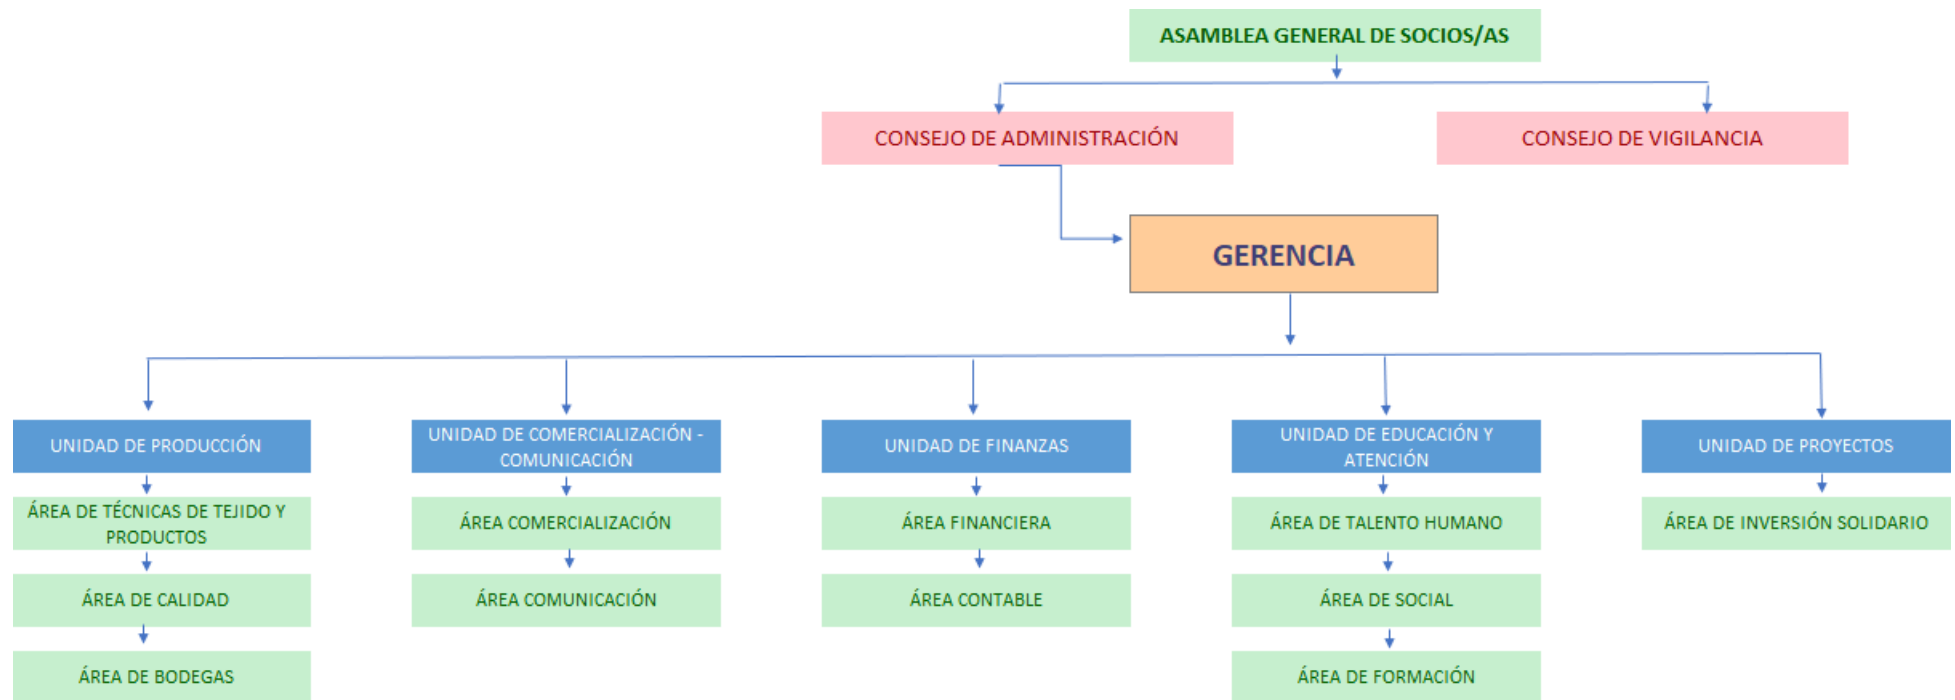 ASAMBLEA GENERAL DE SOCIOS/AS
CONSEJO DE ADMINISTRACIÓN
CONSEJO DE VIGILANCIA
GERENCIA
UNIDAD DE PRODUCCIÓN
UNIDAD DE COMERCIALIZACIÓN -
COMUNICACIÓN
UNIDAD DE FINANZAS
UNIDAD DE EDUCACIÓN Y
ATENCIÓN
UNIDAD DE PROYECTOS
ÁREA DE TÉCNICAS DE TEJIDO Y
PRODUCTOS
ÁREA COMERCIALIZACIÓN
ÁREA FINANCIERA
ÁREA DE TALENTO HUMANO
ÁREA DE INVERSIÓN SOLIDARIO
ÁREA DE CALIDAD
ÁREA COMUNICACIÓN
ÁREA CONTABLE
ÁREA DE SOCIAL
ÁREA DE BODEGAS
ÁREA DE FORMACIÓN